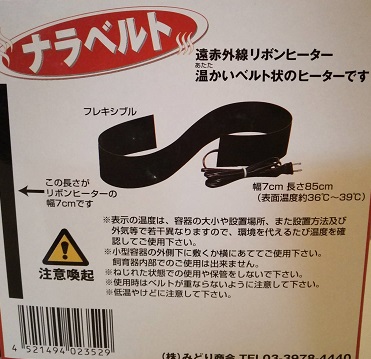 ナラベルト
遠赤外線リボンヒーター
あたた
温かいベルト状のヒーターです
フレキシブル
この長さが
リボンヒーターの
幅7cmです
幅7cm 長さ85cm
(表面温度約36℃〜39℃)
注意喚起
※表示の温度は、容器の大小や設置場所、また設置方法及び
外気等で若干異なりますので、環境を代えるたび温度を確
認してご使用下さい。
※小型容器の外側下に敷くか横にあててご使用下さい。
飼育器内部でのご使用は出来ません。
※ねじれた状態での使用や保管をしないで下さい。
※使用時はベルトが重ならないように注意して下さい。
※低温やけどに注意して下さい。
4 521494 023529
(株)みどり商会 TEL03-3978-4440